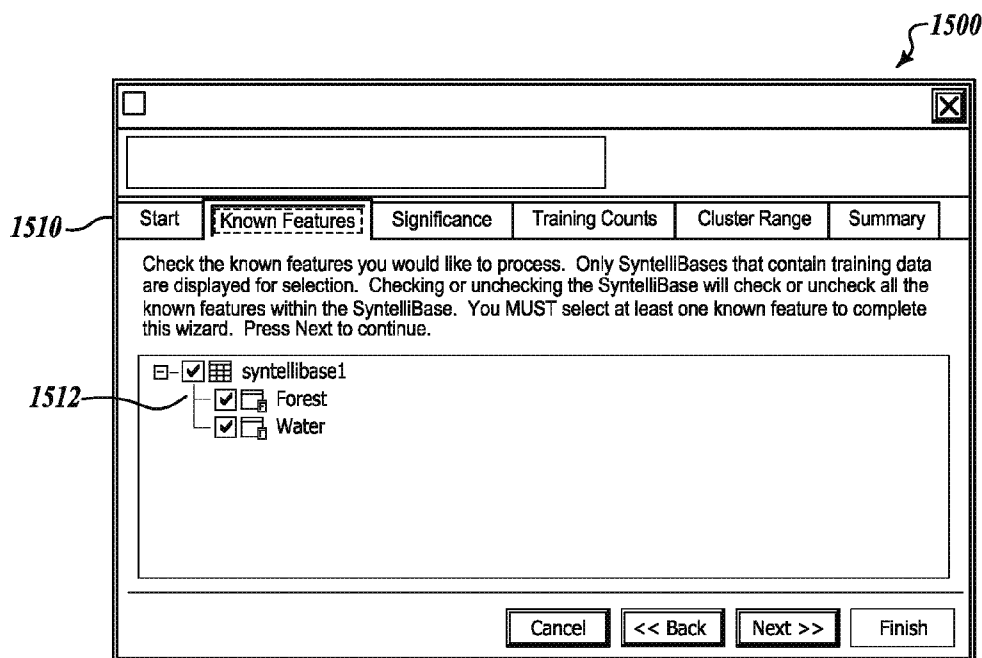 1500
1510
Start Known Features Significance Training Counts Cluster Range Summary
Check the known features you would like to process. Only SyntelliBases that contain training data
are displayed for selection. Checking or unchecking the SyntelliBase will check or uncheck all the
known features within the SyntelliBase. You MUST select at least one known feature to complete
this wizard. Press Next to continue.
syntellibase1
1512
Forest
Water
Cancel << Back Next >> Finish